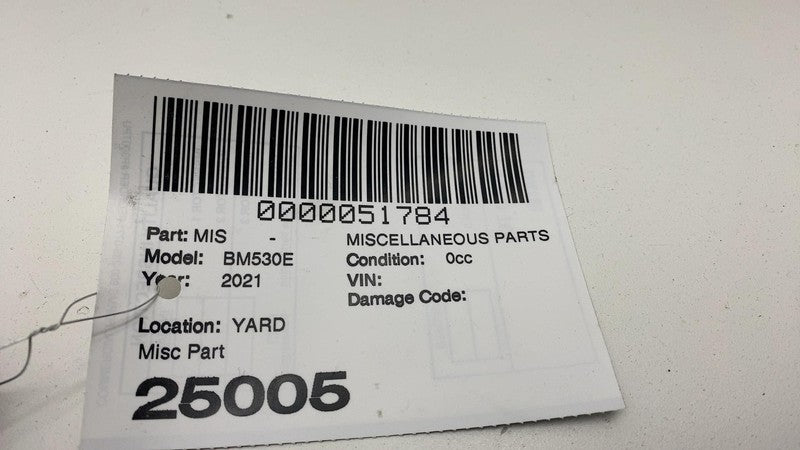 0000051784
Part: MIS - MISCELLANEOUS PARTS
Model: BM530E Condition: 0cc
Year: 2021 VIN:
Damage Code:
Location: YARD
Misc Part
25005